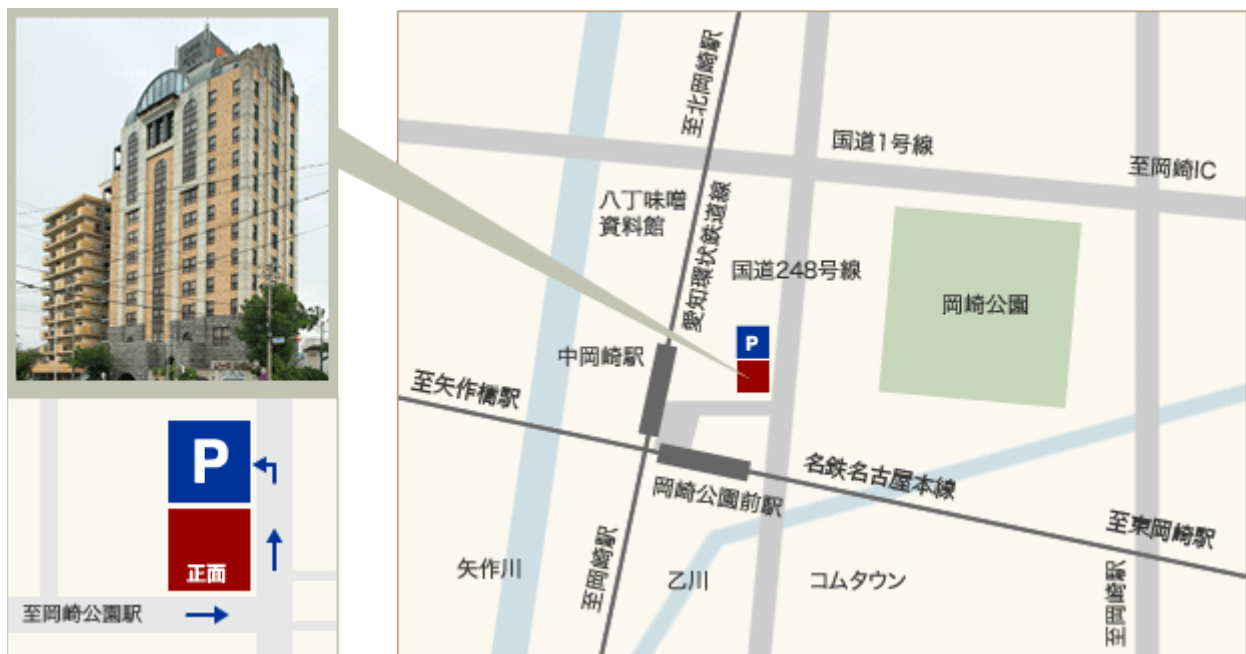 P
正面
至岡崎公園駅
至北岡崎駅
国道1号線
至岡崎IC
八丁味噌
資料館
愛知環状鉄道線
国道248号線
岡崎公園
P
中岡崎駅
至矢作橋駅
名鉄名古屋本線
岡崎公園前駅
至東岡崎駅
矢作川
至岡崎駅
乙川
コムタウン
至岡崎駅